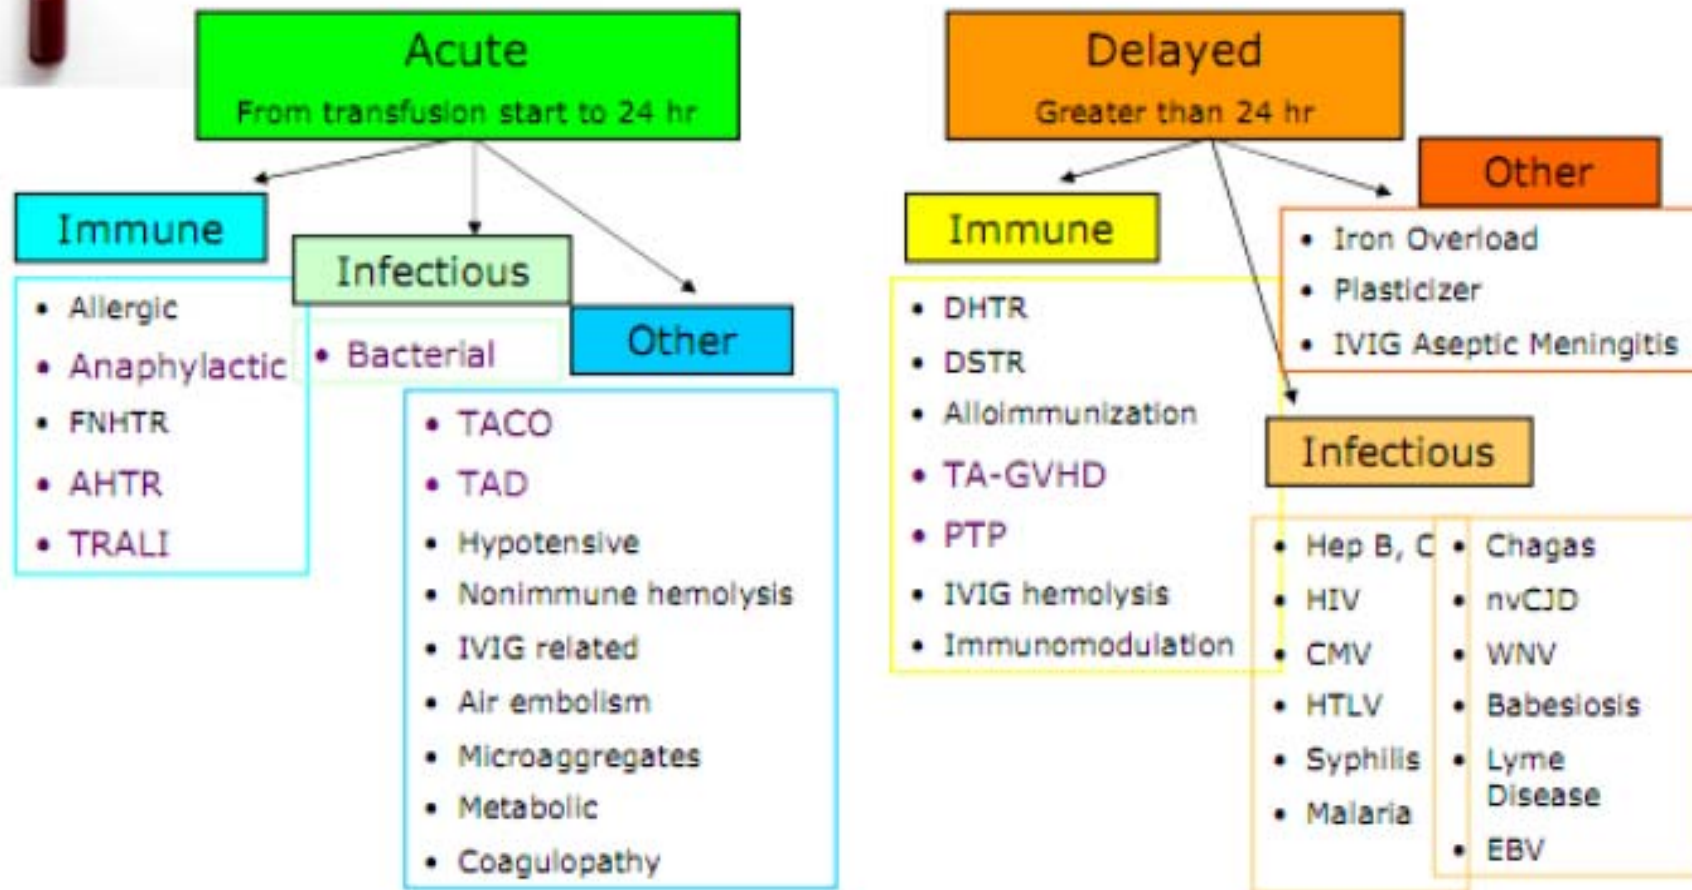 Acute
From transfusion start to 24 hr
Immune
• Allergic
• Anaphylactic
• FNHTR
• AHTR
• TRALI
Infectious
• Bacterial
Other
• TACO
• TAD
• Hypotensive
• Nonimmune hemolysis
• IVIG related
• Air embolism
• Microaggregates
• Metabolic
• Coagulopathy
Delayed
Greater than 24 hr
Immune
• DHTR
• DSTR
• Alloimmunization
• TA-GVHD
• PTP
• IVIG hemolysis
• Immunomodulation
Other
• Iron Overload
• Plasticizer
• IVIG Aseptic Meningitis
Infectious
• Hep B, C
• HIV
• CMV
• HTLV
• Syphilis
• Malaria
• Chagas
• nvCJD
• WNV
• Babesiosis
• Lyme
Disease
• EBV